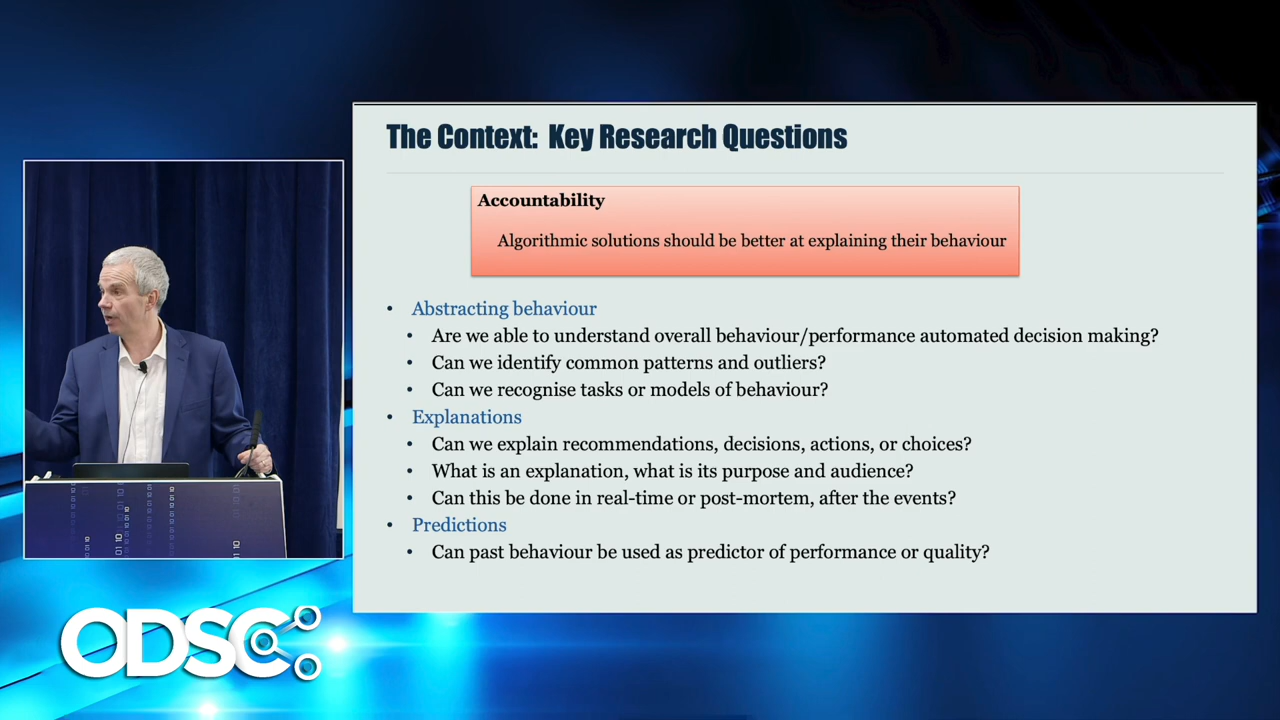 The Context: Key Research Questions
Accountability
Algorithmic solutions should be better at explaining their behaviour
• Abstracting behaviour
• Are we able to understand overall behaviour/performance automated decision making?
• Can we identify common patterns and outliers?
• Can we recognise tasks or models of behaviour?
• Explanations
• Can we explain recommendations, decisions, actions, or choices?
• What is an explanation, what is its purpose and audience?
• Can this be done in real-time or post-mortem, after the events?
• Predictions
• Can past behaviour be used as predictor of performance or quality?
ODSC